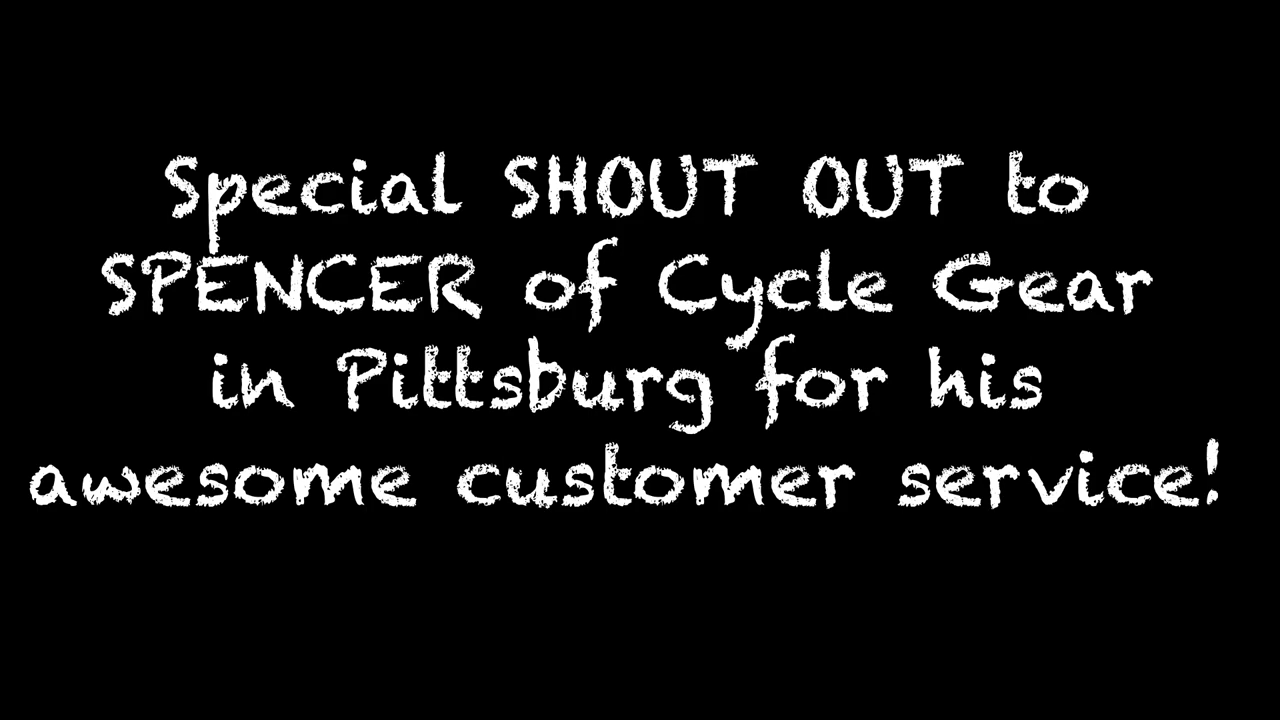 Special SHOUT OUT to
SPENCER of Cycle Gear
in Pittsburg for his
awesome customer service!